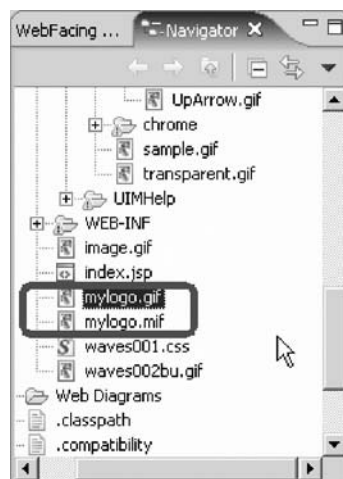 WebFacing ... Navigator
UpArrow.gif
chrome
sample.gif
transparent.gif
UIMHelp
WEB-INF
image.gif
index.jsp
mylogo.gif
mylogo.mif
waves001.css
waves002bu.gif
Web Diagrams
.classpath
.compatibility